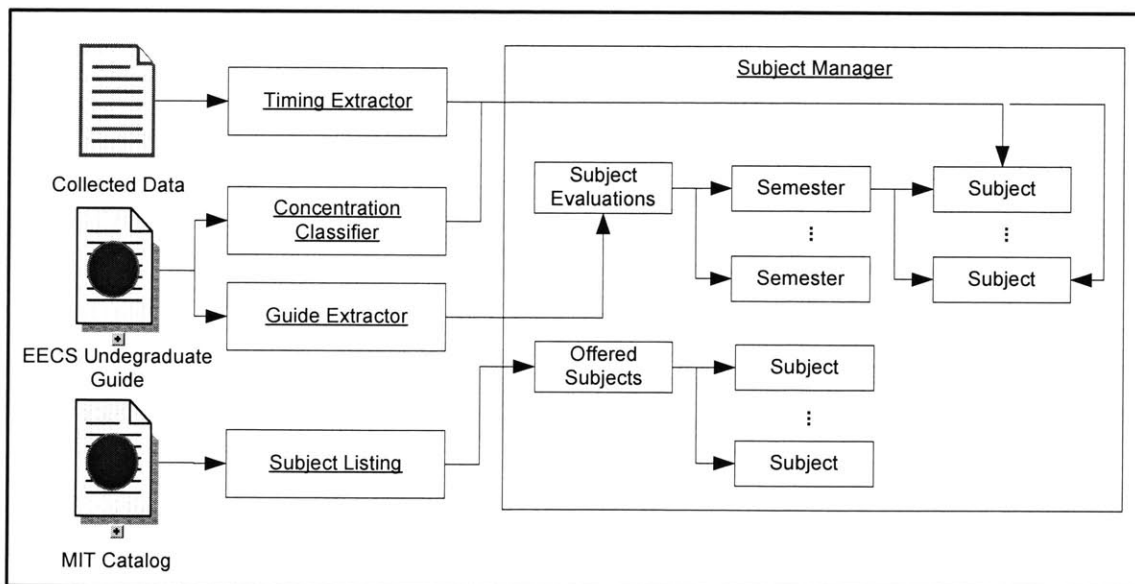 Subject Manager
Timing Extractor
Collected Data
Concentration
Classifier
Subject
Evaluations
Semester
Subject
⋮
⋮
Semester
Subject
Guide Extractor
EECS Undegraduate
Guide
Offered
Subjects
Subject
⋮
Subject Listing
Subject
MIT Catalog